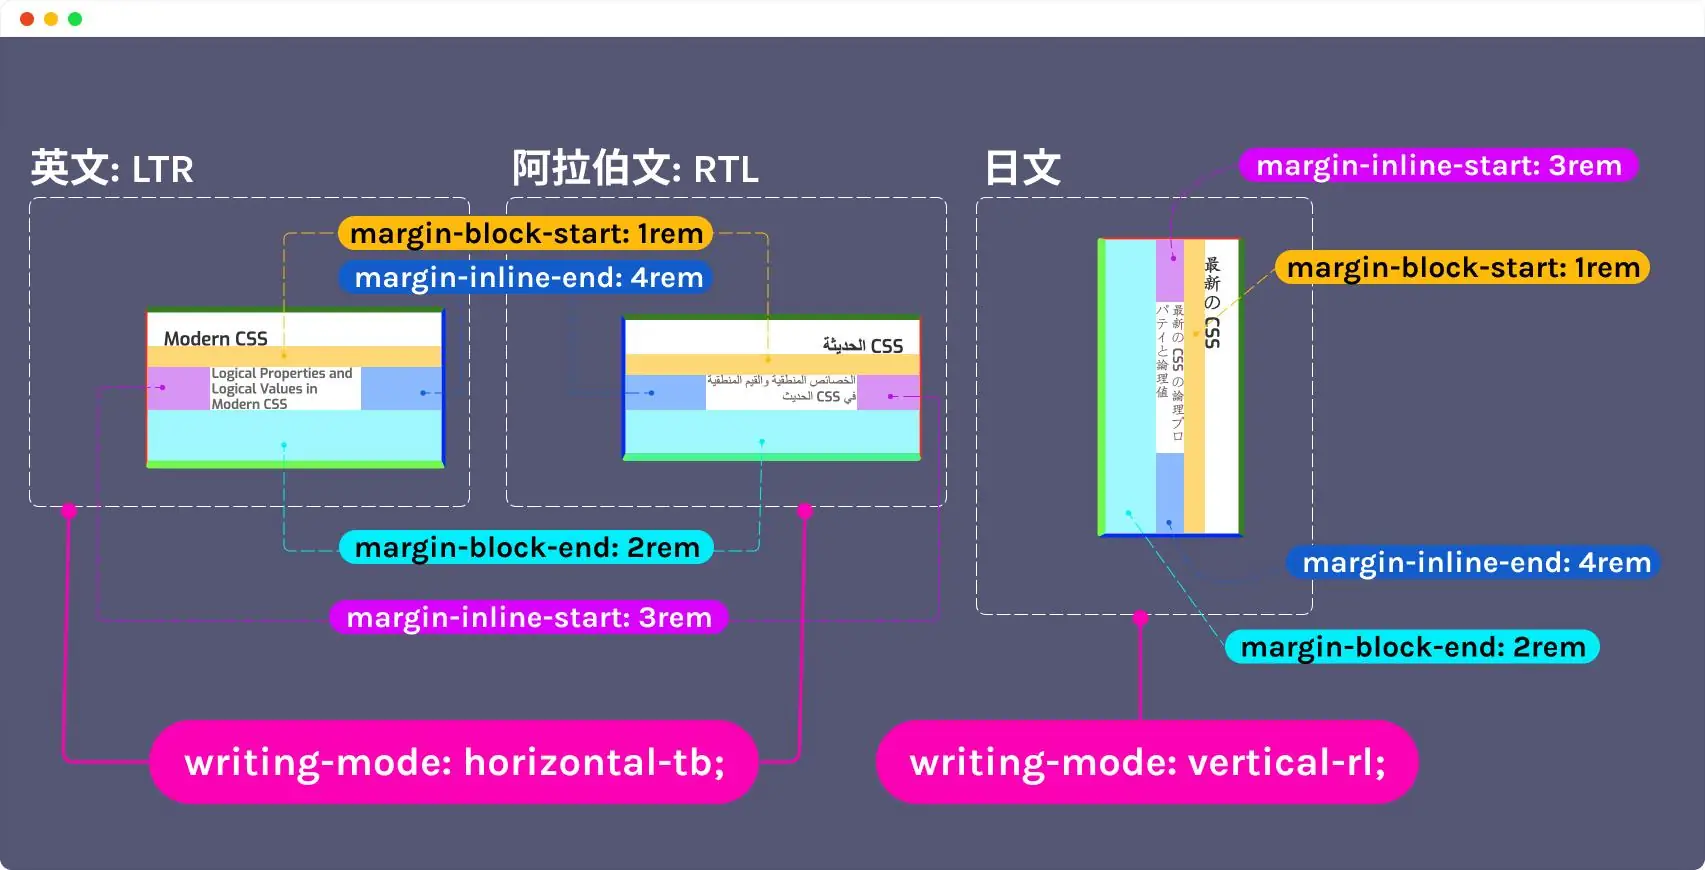 英文: LTR
阿拉伯文: RTL
日文
margin-inline-start: 3rem
margin-block-start: 1rem
margin-inline-end: 4rem
margin-block-start: 1rem
Modern CSS
Logical Properties and
Logical Values in
Modern CSS
CSS الحديثة
الخصائص المنطقية والقيم المنطقية
في CSS الحديث
最新の CSS
最新の CSS の論理プロ
パティと論理値
margin-block-end: 2rem
margin-inline-start: 3rem
margin-inline-end: 4rem
margin-block-end: 2rem
writing-mode: horizontal-tb;
writing-mode: vertical-rl;